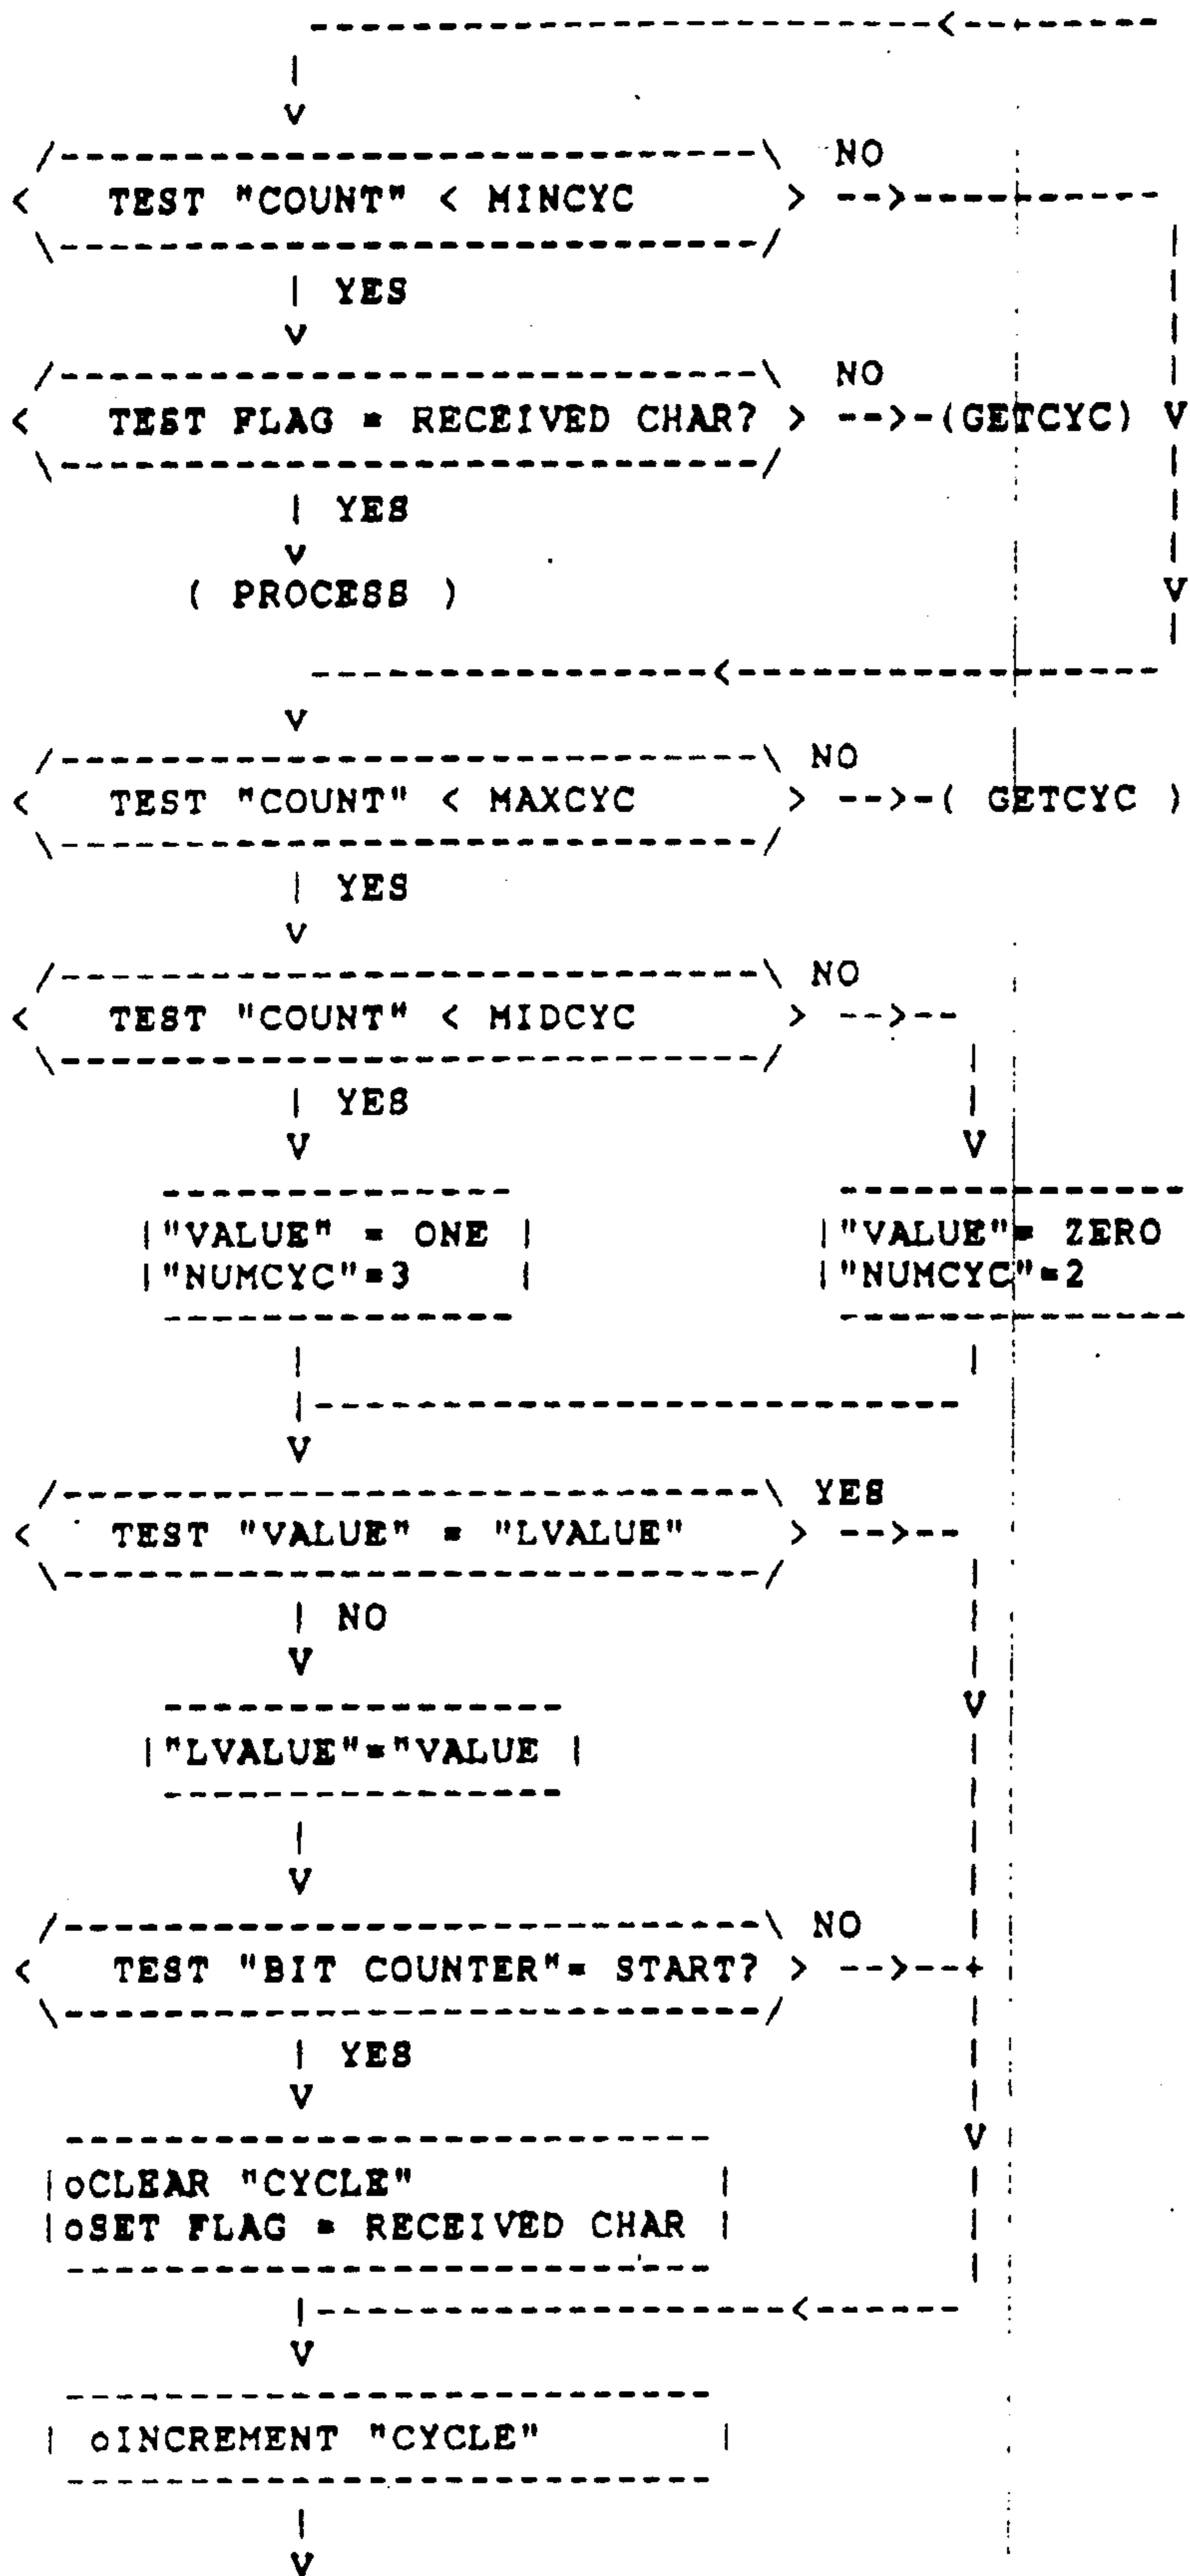 NO
TEST "COUNT" < MINCYC
YES
NO
TEST FLAG = RECEIVED CHAR? -->-(GETCYC)
YES
( PROCESS )
NO
TEST "COUNT" < MAXCYC -->-( GETCYC )
YES
NO
TEST "COUNT" < MIDCYC
YES
"VALUE" = ONE
"NUMCYC"=3
"VALUE"= ZERO
"NUMCYC"=2
YES
TEST "VALUE" = "LVALUE"
NO
"LVALUE"="VALUE
NO
TEST "BIT COUNTER"= START?
YES
oCLEAR "CYCLE"
oSET FLAG = RECEIVED CHAR
oINCREMENT "CYCLE"